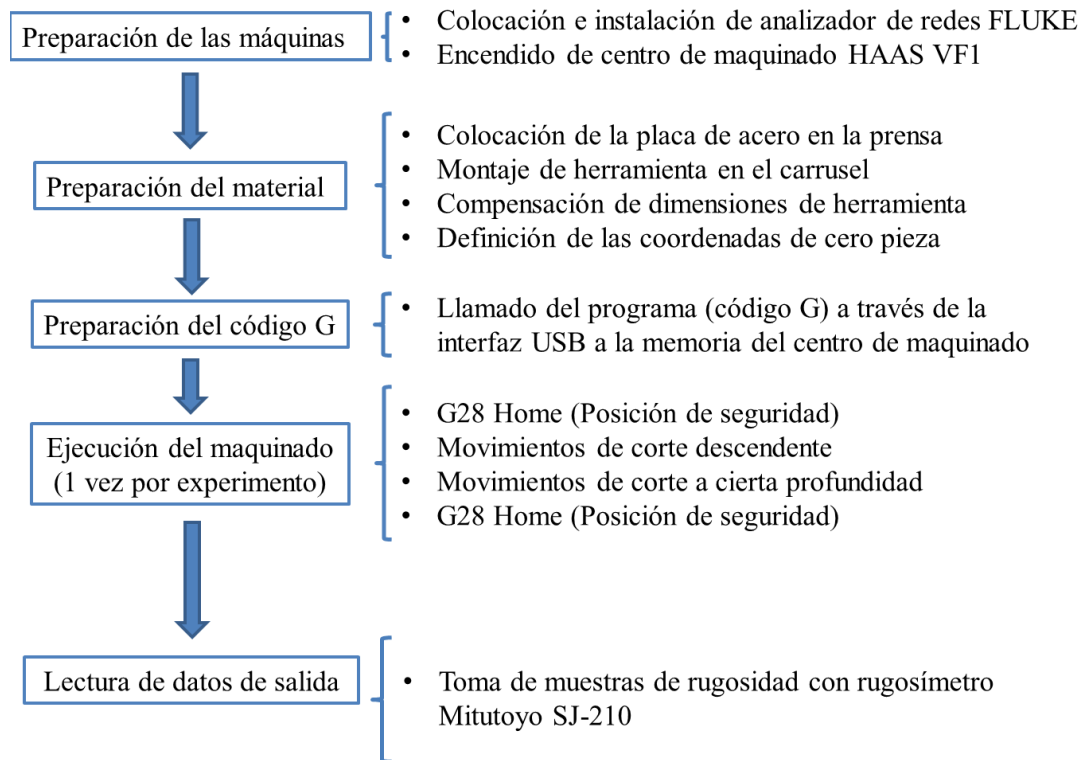 Preparación de las máquinas
• Colocación e instalación de analizador de redes FLUKE
• Encendido de centro de maquinado HAAS VF1
Preparación del material
• Colocación de la placa de acero en la prensa
• Montaje de herramienta en el carrusel
• Compensación de dimensiones de herramienta
• Definición de las coordenadas de cero pieza
Preparación del código G
• Llamado del programa (código G) a través de la
interfaz USB a la memoria del centro de maquinado
Ejecución del maquinado
(1 vez por experimento)
• G28 Home (Posición de seguridad)
• Movimientos de corte descendente
• Movimientos de corte a cierta profundidad
• G28 Home (Posición de seguridad)
Lectura de datos de salida
• Toma de muestras de rugosidad con rugosímetro
Mitutoyo SJ-210